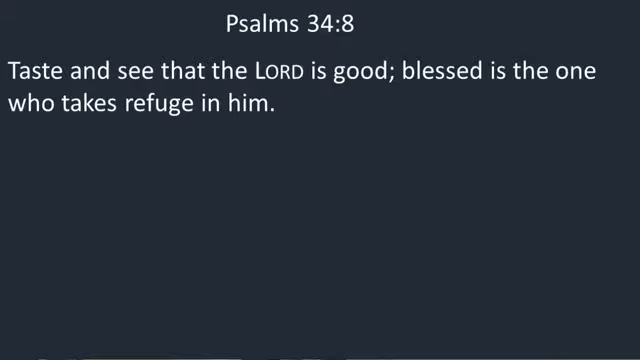 Psalms 34:8
Taste and see that the LORD is good; blessed is the one
who takes refuge in him.